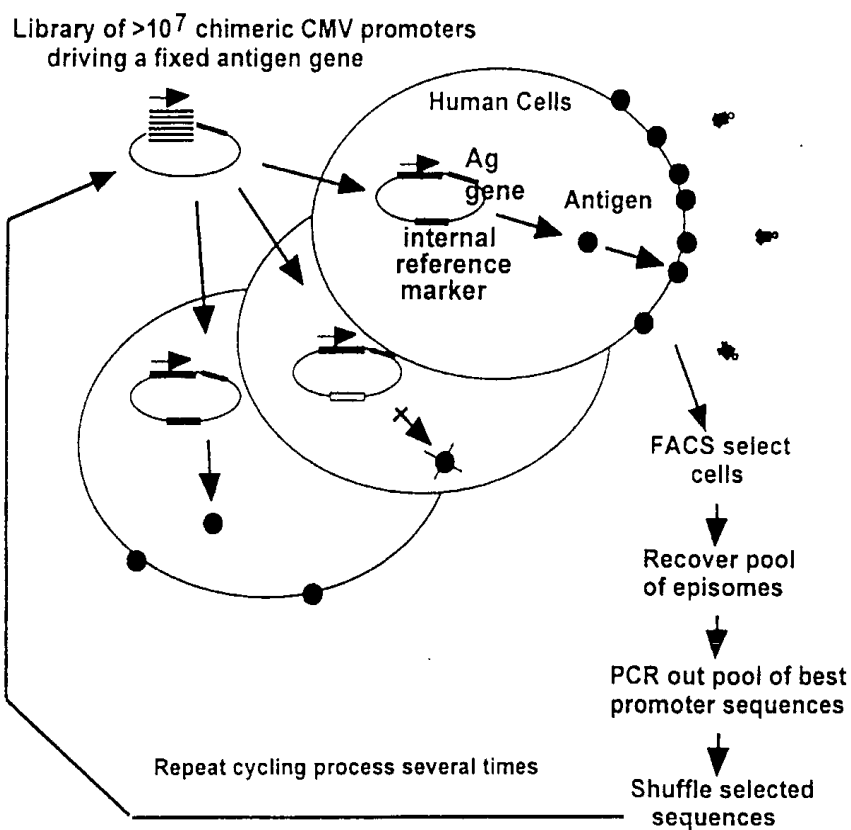 Library of >10⁷ chimeric CMV promoters
driving a fixed antigen gene
Human Cells
Ag
gene
Antigen
internal
reference
marker
FACS select
cells
Recover pool
of episomes
PCR out pool of best
promoter sequences
Shuffle selected
sequences
Repeat cycling process several times